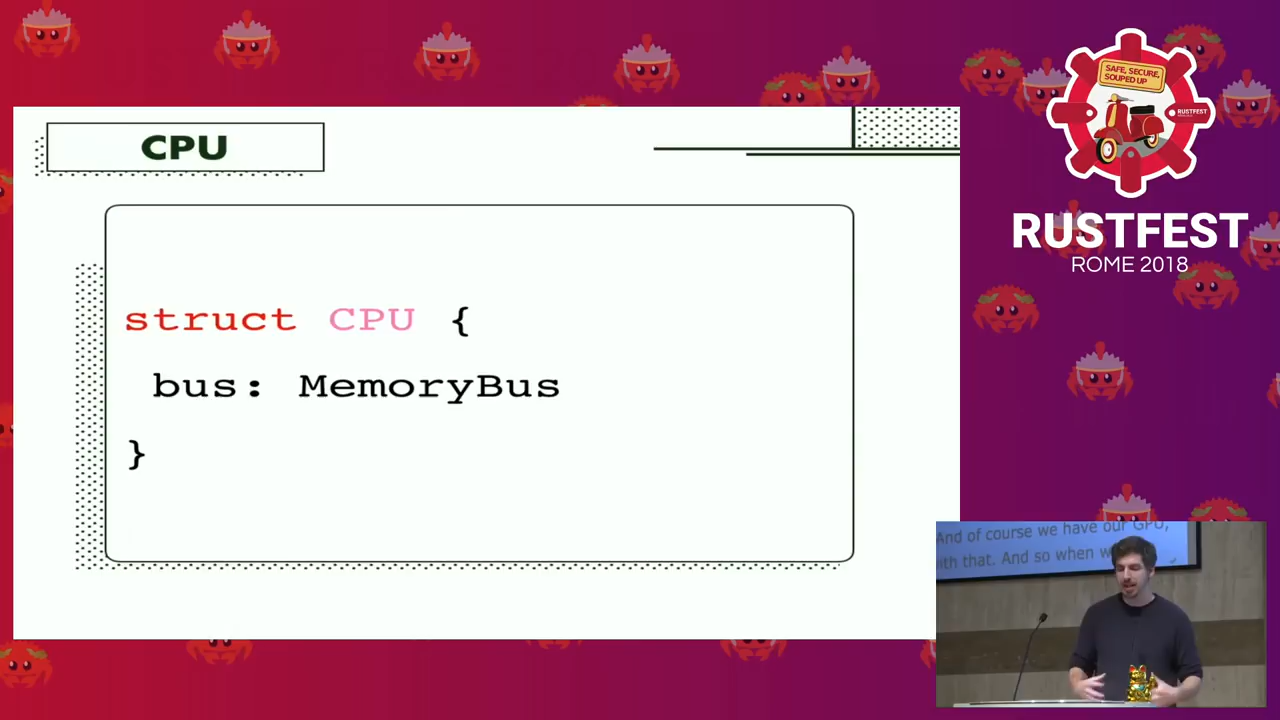 CPU
struct CPU {
bus: MemoryBus
}
SAFE, SECURE,
SOUPED UP
RUSTFEST
RUSTFEST
ROME 2018
And of course we have our GPU,
with that. And so when